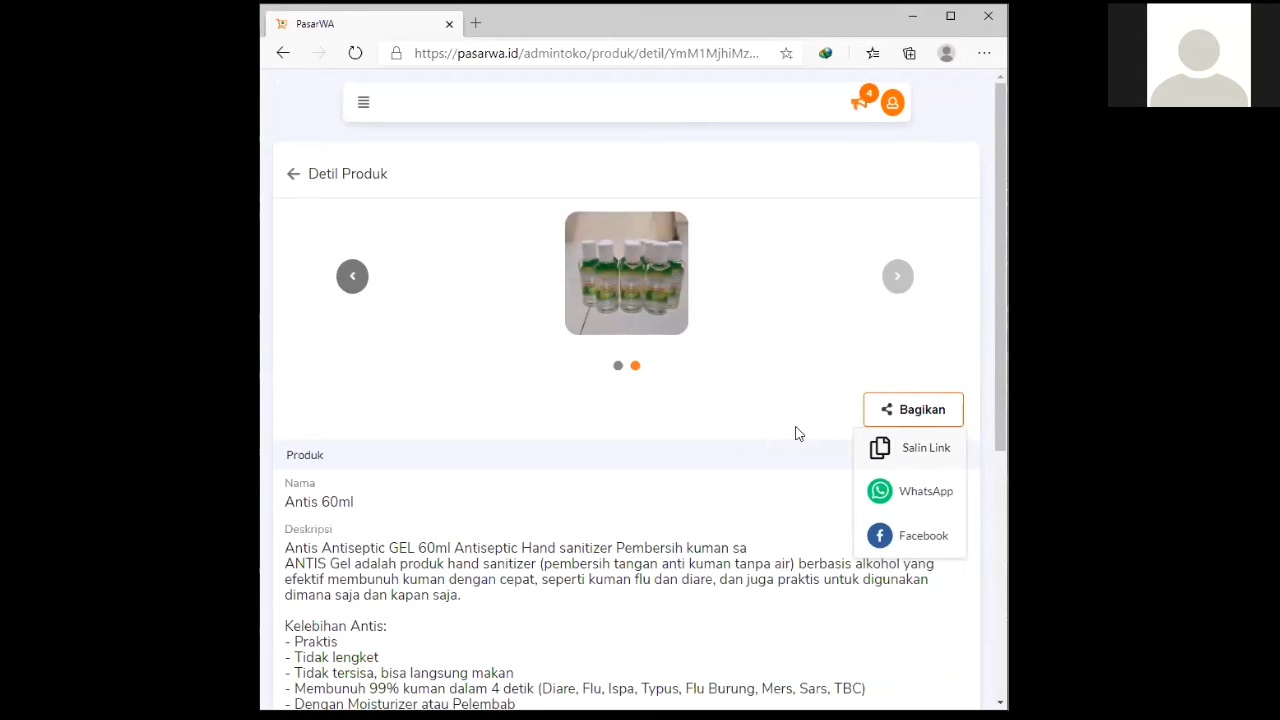 PasarWA
https://pasarwa.id/admintoko/produk/detil/YmM1MjhiMz...
4
Detil Produk
Bagikan
Salin Link
WhatsApp
Facebook
Produk
Nama
Antis 60ml
Deskripsi
Antis Antiseptic GEL 60ml Antiseptic Hand sanitizer Pembersih kuman sa
ANTIS Gel adalah produk hand sanitizer (pembersih tangan anti kuman tanpa air) berbasis alkohol yang
efektif membunuh kuman dengan cepat, seperti kuman flu dan diare, dan juga praktis untuk digunakan
dimana saja dan kapan saja.
Kelebihan Antis:
- Praktis
- Tidak lengket
- Tidak tersisa, bisa langsung makan
- Membunuh 99% kuman dalam 4 detik (Diare, Flu, Ispa, Typus, Flu Burung, Mers, Sars, TBC)
- Dengan Moisturizer atau Pelembab